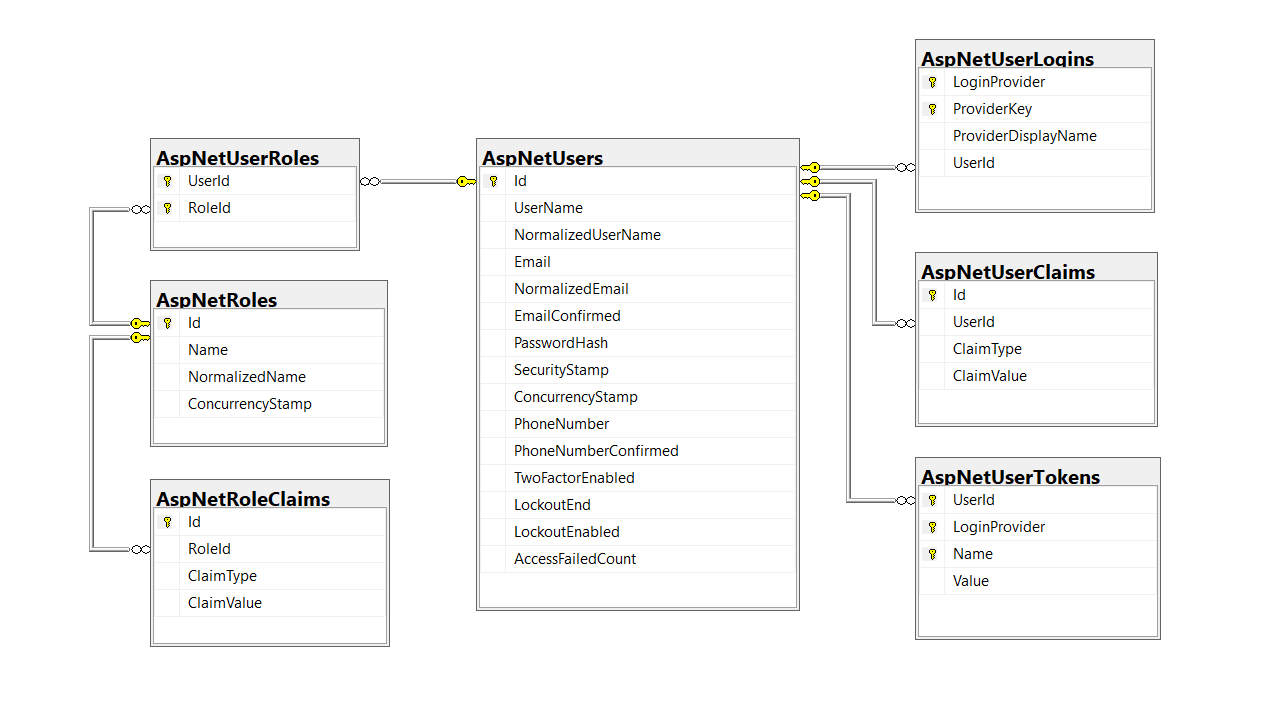 AspNetUserRoles
UserId
RoleId
AspNetRoles
Id
Name
NormalizedName
ConcurrencyStamp
AspNetRoleClaims
Id
RoleId
ClaimType
ClaimValue
AspNetUsers
Id
UserName
NormalizedUserName
Email
NormalizedEmail
EmailConfirmed
PasswordHash
SecurityStamp
ConcurrencyStamp
PhoneNumber
PhoneNumberConfirmed
TwoFactorEnabled
LockoutEnd
LockoutEnabled
AccessFailedCount
AspNetUserLogins
LoginProvider
ProviderKey
ProviderDisplayName
UserId
AspNetUserClaims
Id
UserId
ClaimType
ClaimValue
AspNetUserTokens
UserId
LoginProvider
Name
Value